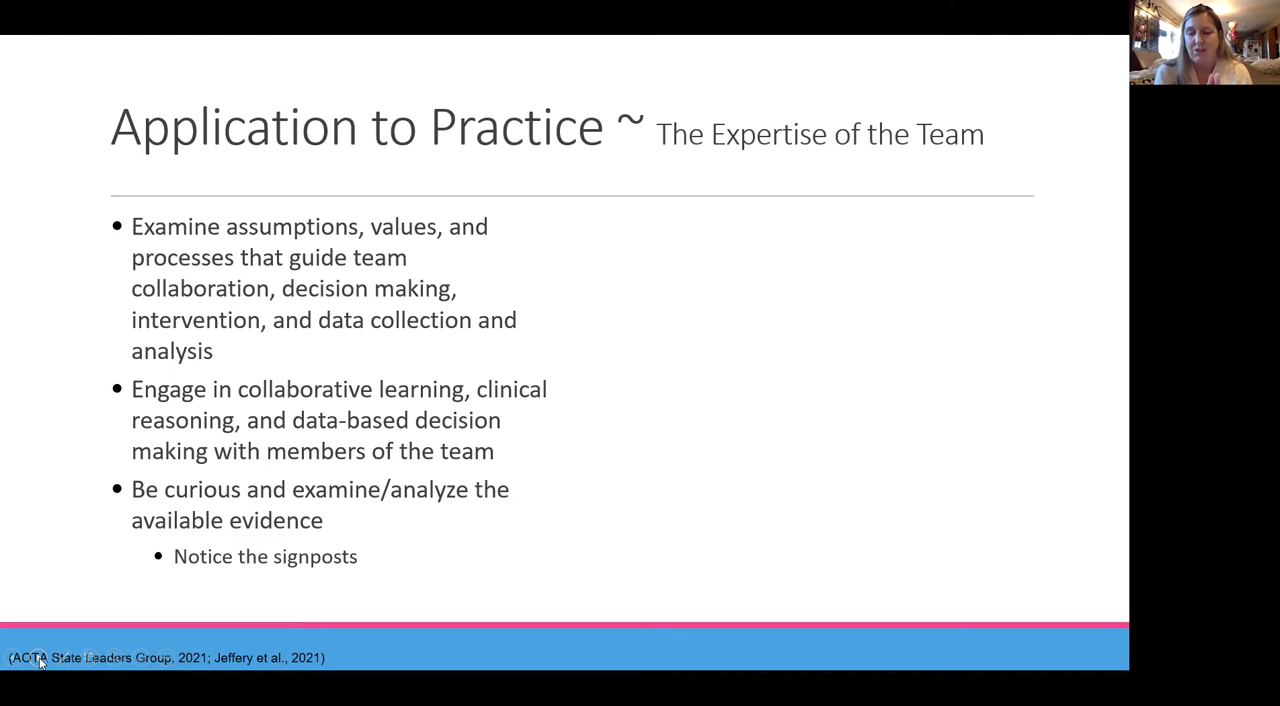 Application to Practice ~ The Expertise of the Team
• Examine assumptions, values, and
processes that guide team
collaboration, decision making,
intervention, and data collection and
analysis
• Engage in collaborative learning, clinical
reasoning, and data-based decision
making with members of the team
• Be curious and examine/analyze the
available evidence
• Notice the signposts
(AOTA State Leaders Group, 2021; Jeffery et al., 2021)